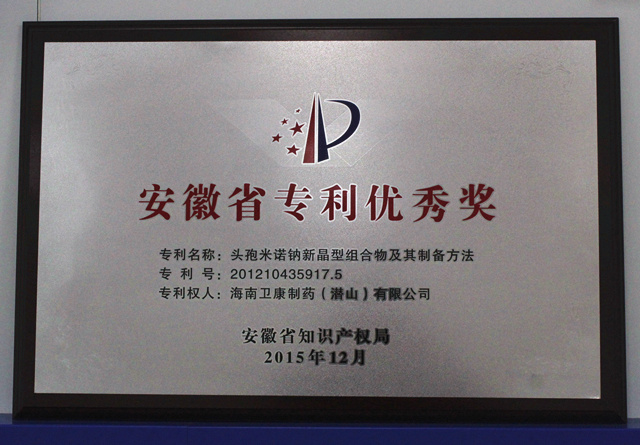 安徽省专利优秀奖
专利名称：头孢米诺钠新晶型组合物及其制备方法
专 利 号：201210435917.5
专利权人：海南卫康制药（潜山）有限公司
安徽省知识产权局
2015年12月